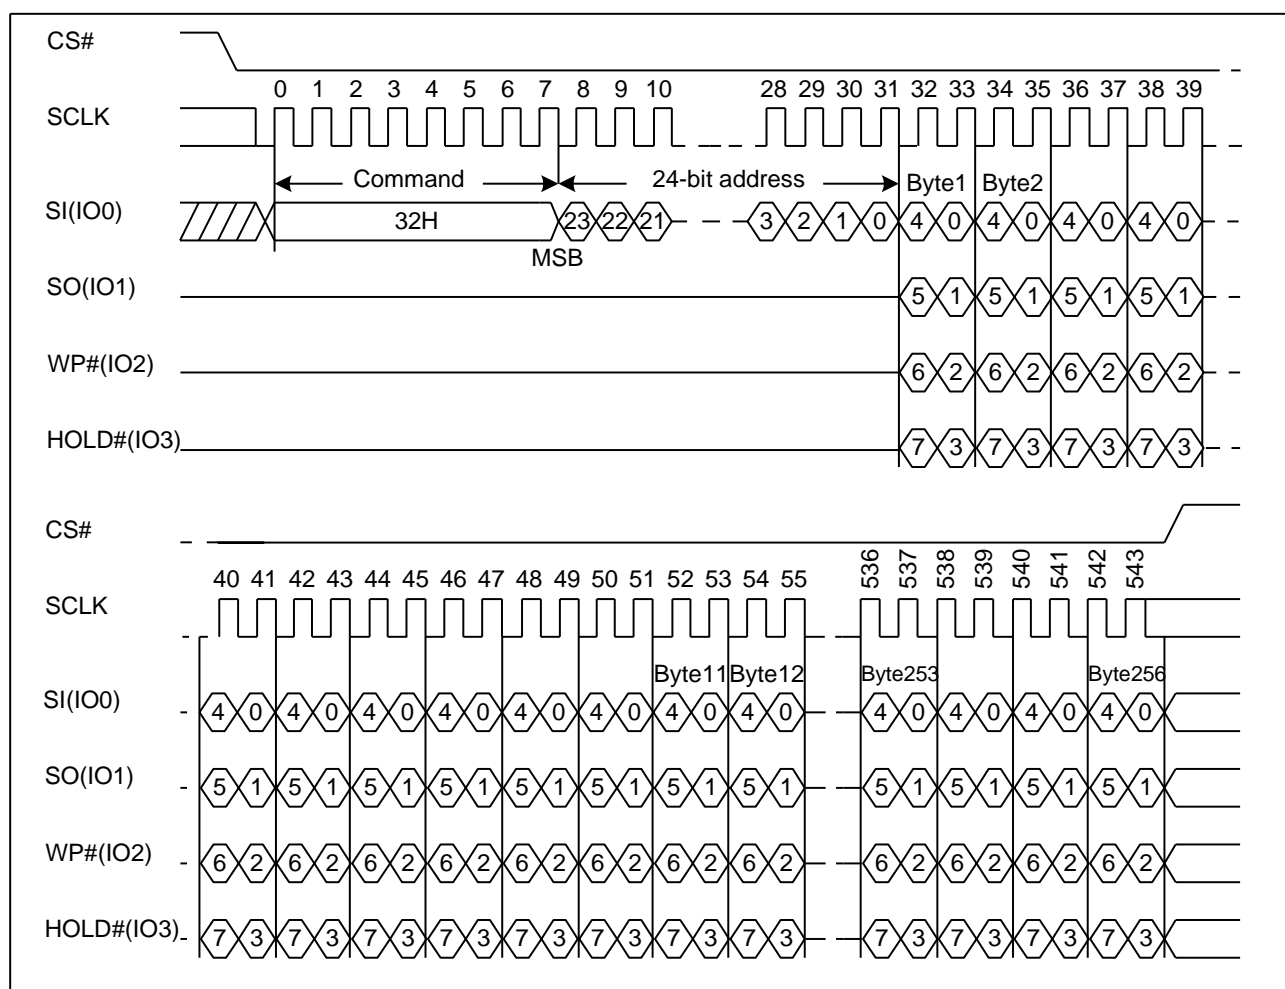 CS#
0 1 2 3 4 5 6 7 8 9 10 28 29 30 31 32 33 34 35 36 37 38 39
SCLK
Command 24-bit address Byte1 Byte2
SI(IO0) 32H 23 22 21 3 2 1 0 4 0 4 0 4 0 4 0
MSB
SO(IO1) 5 1 5 1 5 1 5 1
WP#(IO2) 6 2 6 2 6 2 6 2
HOLD#(IO3) 7 3 7 3 7 3 7 3
CS#
40 41 42 43 44 45 46 47 48 49 50 51 52 53 54 55 536 537 538 539 540 541 542 543
SCLK
Byte11 Byte12 Byte253 Byte256
SI(IO0) 4 0 4 0 4 0 4 0 4 0 4 0 4 0 4 0 4 0 4 0 4 0 4 0
SO(IO1) 5 1 5 1 5 1 5 1 5 1 5 1 5 1 5 1 5 1 5 1 5 1 5 1
WP#(IO2) 6 2 6 2 6 2 6 2 6 2 6 2 6 2 6 2 6 2 6 2 6 2 6 2
HOLD#(IO3) 7 3 7 3 7 3 7 3 7 3 7 3 7 3 7 3 7 3 7 3 7 3 7 3